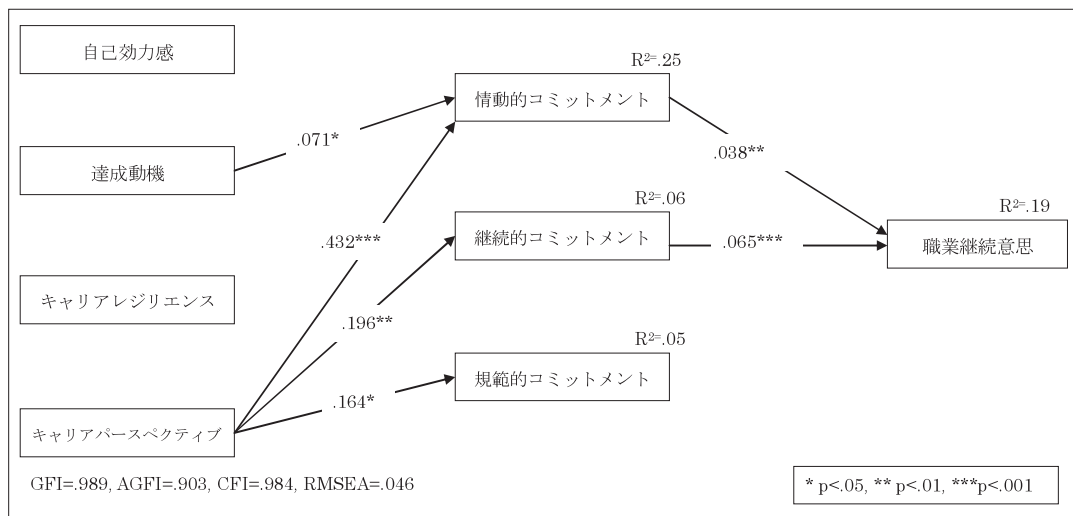 自己効力感
R²=.25
情動的コミットメント
.071*
.038**
達成動機
R²=.06
R²=.19
.432***
継続的コミットメント
.065***
職業継続意思
キャリアレジリエンス
.196**
R²=.05
規範的コミットメント
.164*
キャリアパースペクティブ
GFI=.989, AGFI=.903, CFI=.984, RMSEA=.046
* p<.05, ** p<.01, ***p<.001